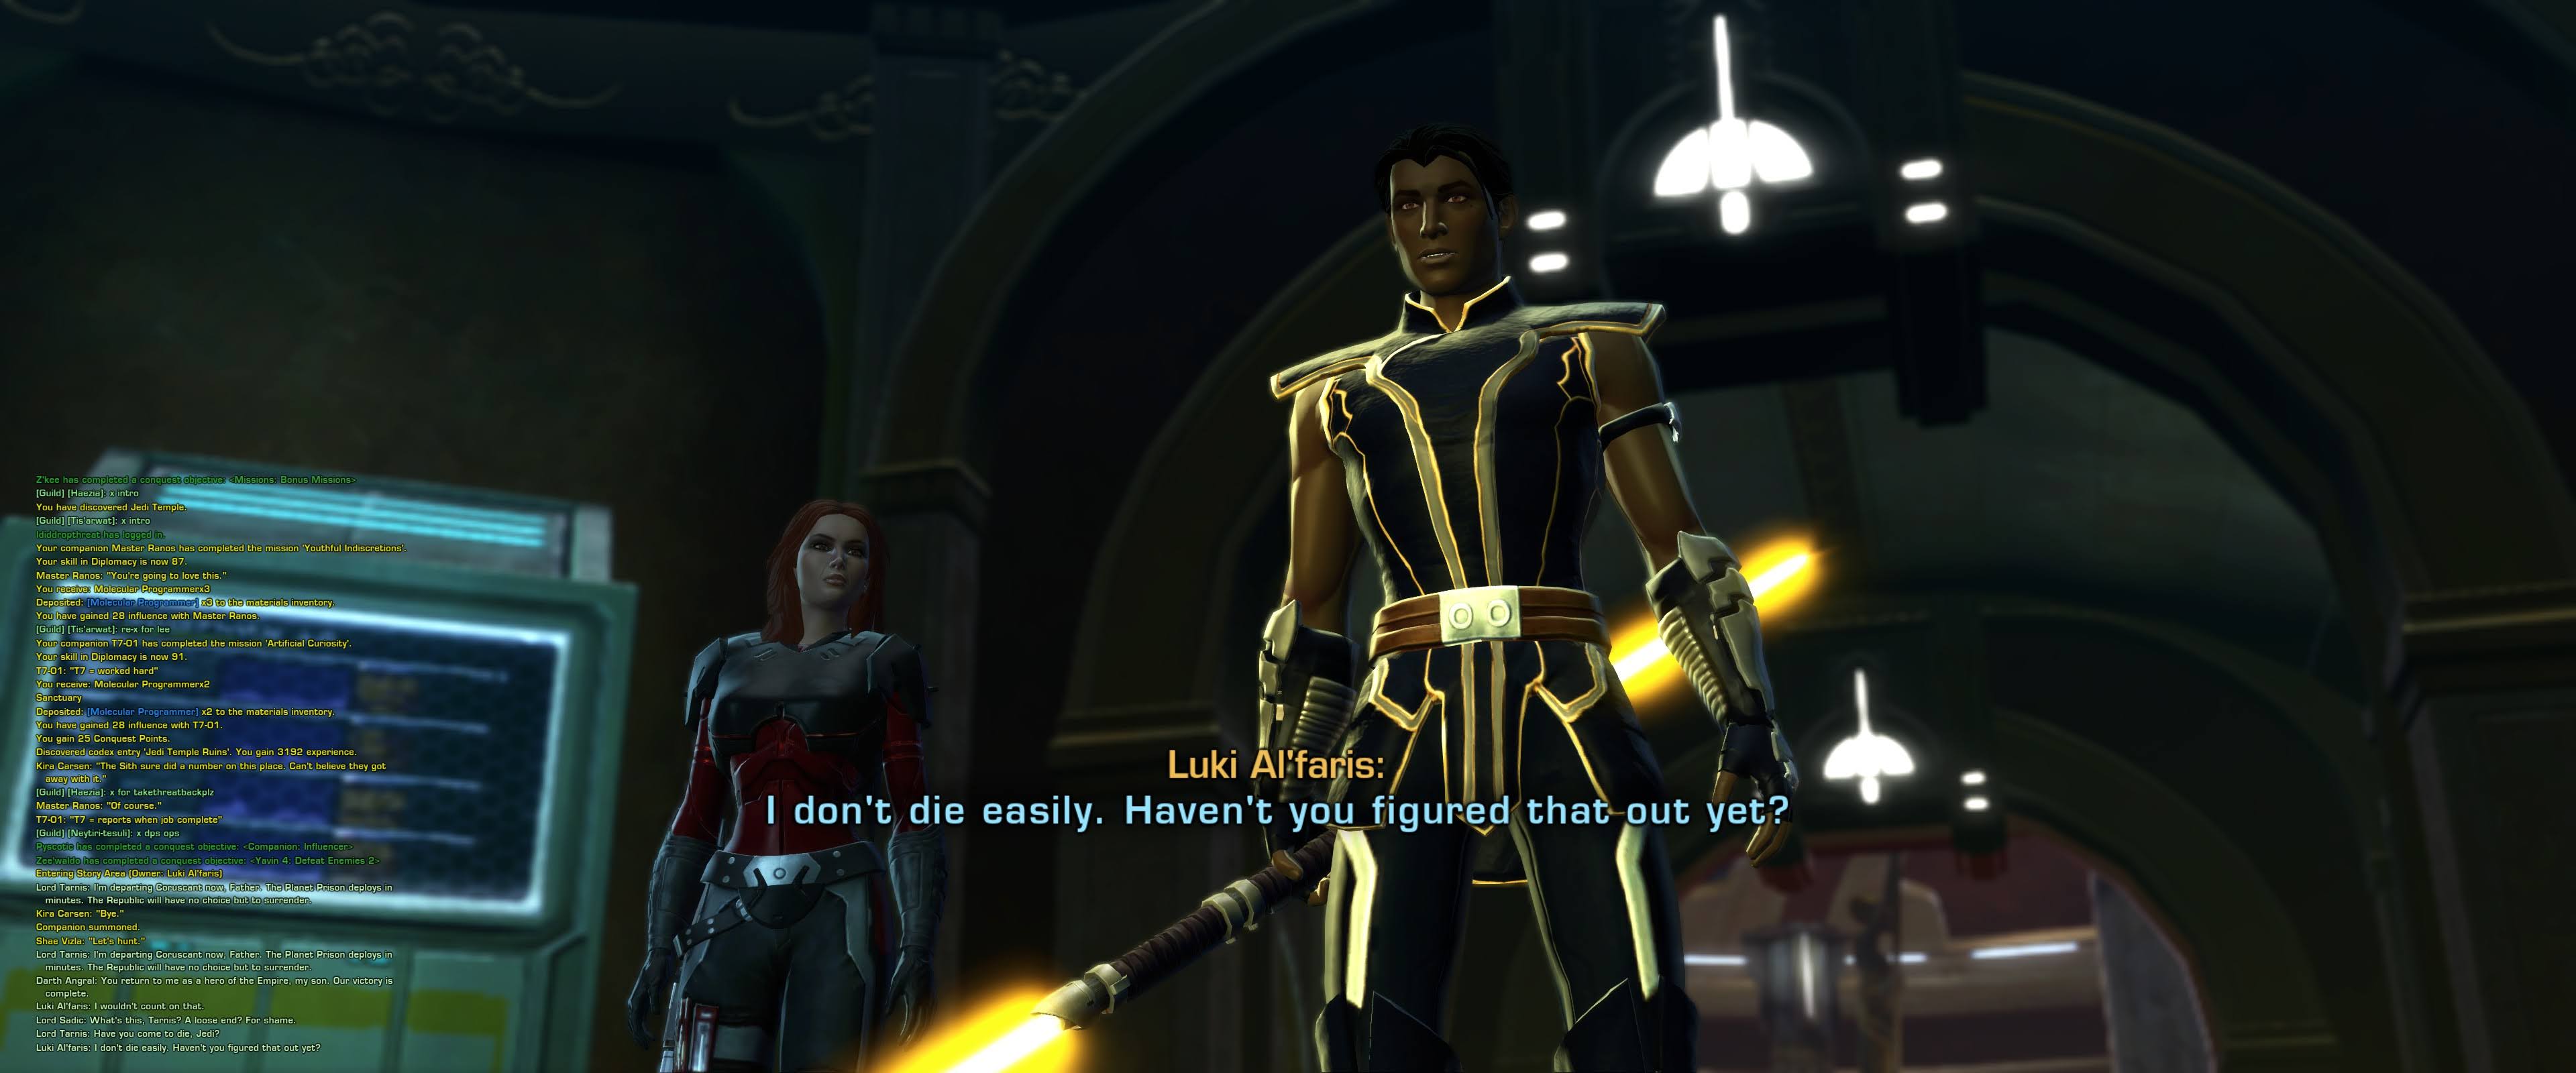 Z'kee has completed a conquest objective: <Missions: Bonus Missions>
[Guild] [Haezia]: x intro
You have discovered Jedi Temple.
[Guild] [Tis'arwat]: x intro
Ididdropthreat has logged in.
Your companion Master Ranos has completed the mission 'Youthful Indiscretions'.
Your skill in Diplomacy is now 87.
Master Ranos: "You're going to love this."
You receive: Molecular Programmerx3
Deposited: [Molecular Programmer] x3 to the materials inventory.
You have gained 28 influence with Master Ranos.
[Guild] [Tis'arwat]: re-x for lee
Your companion T7-01 has completed the mission 'Artificial Curiosity'.
Your skill in Diplomacy is now 91.
T7-01: "T7 = worked hard"
You receive: Molecular Programmerx2
Sanctuary
Deposited: [Molecular Programmer] x2 to the materials inventory.
You have gained 28 influence with T7-01.
You gain 25 Conquest Points.
Discovered codex entry 'Jedi Temple Ruins'. You gain 3192 experience.
Kira Carsen: "The Sith sure did a number on this place. Can't believe they got
away with it."
[Guild] [Haezia]: x for takethreatbackplz
Master Ranos: "Of course."
T7-01: "T7 = reports when job complete"
[Guild] [Neytiri-tesuli]: x dps ops
Pyscotic has completed a conquest objective: <Companion: Influencer>
Zee'waldo has completed a conquest objective: <Yavin 4: Defeat Enemies 2>
Entering Story Area (Owner: Luki Al'faris)
Lord Tarnis: I'm departing Coruscant now, Father. The Planet Prison deploys in
minutes. The Republic will have no choice but to surrender.
Kira Carsen: "Bye."
Companion summoned.
Shae Vizla: "Let's hunt."
Lord Tarnis: I'm departing Coruscant now, Father. The Planet Prison deploys in
minutes. The Republic will have no choice but to surrender.
Darth Angral: You return to me as a hero of the Empire, my son. Our victory is
complete.
Luki Al'faris: I wouldn't count on that.
Lord Sadic: What's this, Tarnis? A loose end? For shame.
Lord Tarnis: Have you come to die, Jedi?
Luki Al'faris: I don't die easily. Haven't you figured that out yet?
Luki Al'faris:
I don't die easily. Haven't you figured that out yet?